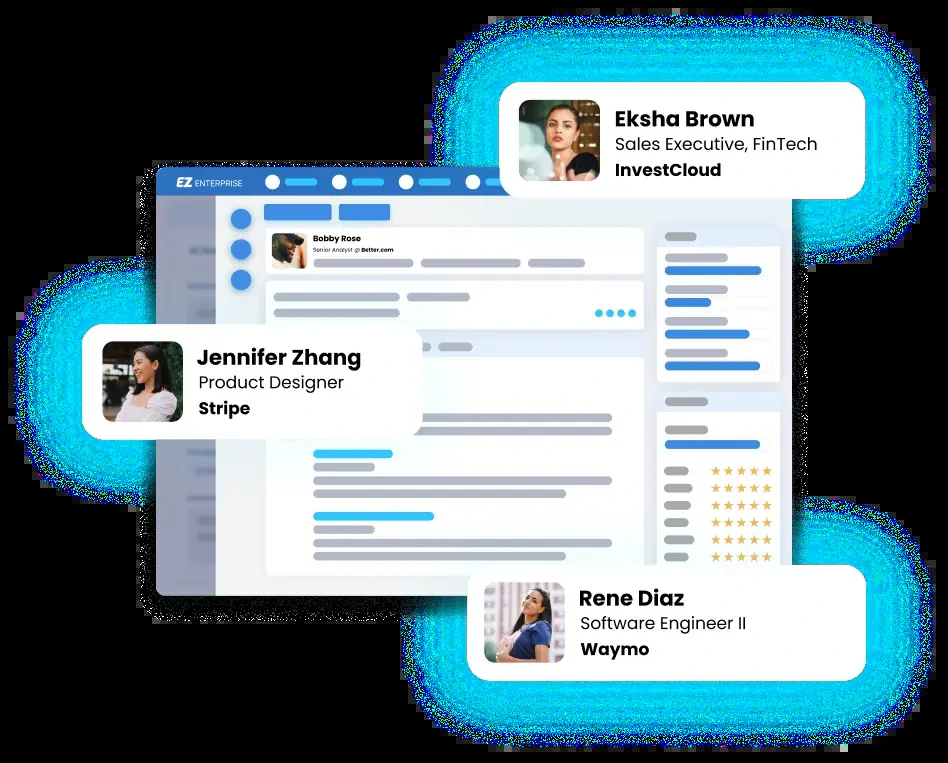 Eksha Brown
Sales Executive, FinTech
InvestCloud
EZ ENTERPRISE
Bobby Rose
Senior Analyst @ Better.com
Jennifer Zhang
Product Designer
Stripe
Rene Diaz
Software Engineer II
Waymo